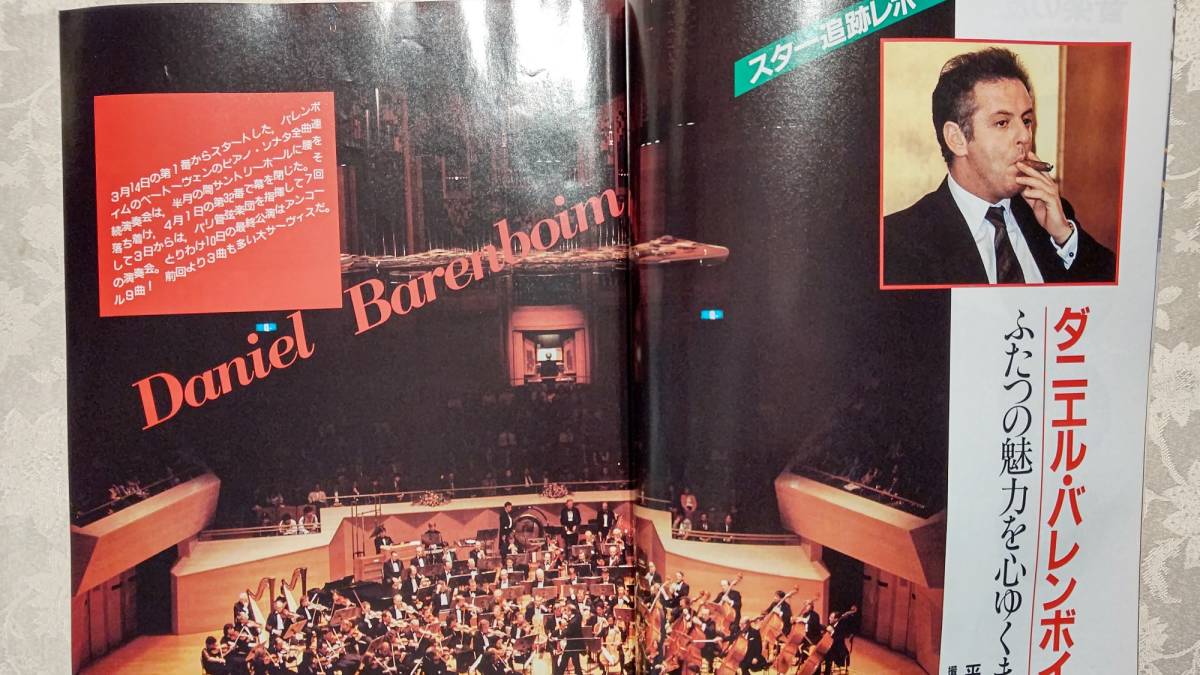 スター追跡レポ
3月14日の第1番からスタートした、バレンボ
イムのベートーヴェンのピアノ・ソナタ全曲連
続演奏会は、半月の間サントリーホールに腰を
落ち着け、4月1日の第32番で幕を閉じた。そ
して3日からは、パリ管弦楽団を指揮して7回
の演奏会。とりわけ10日の最終公演はアンコー
ル9曲!　前回より3曲も多い大サーヴィスだ。
Daniel Barenboim
ダニエル・バレンボイ
ふたつの魅力を心ゆくま
平